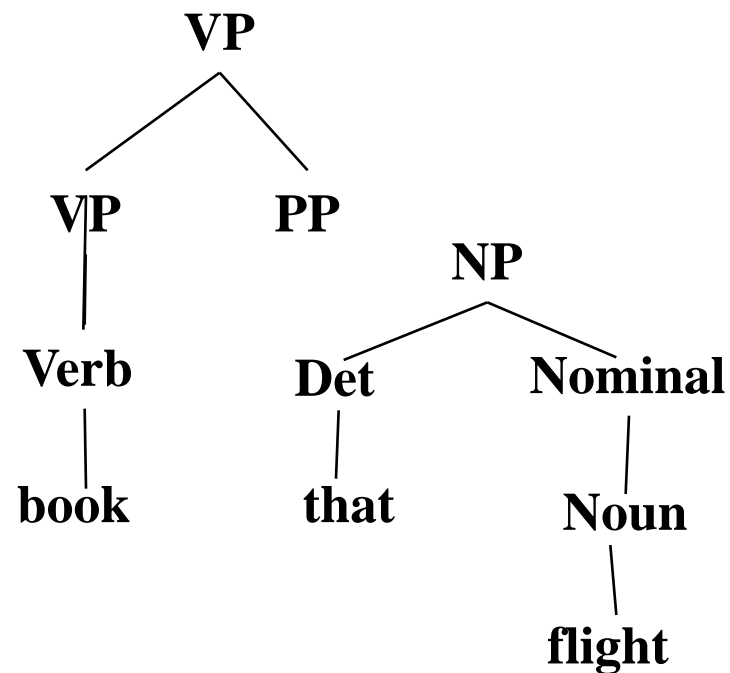 VP
VP PP
NP
Verb Det Nominal
book that Noun
flight